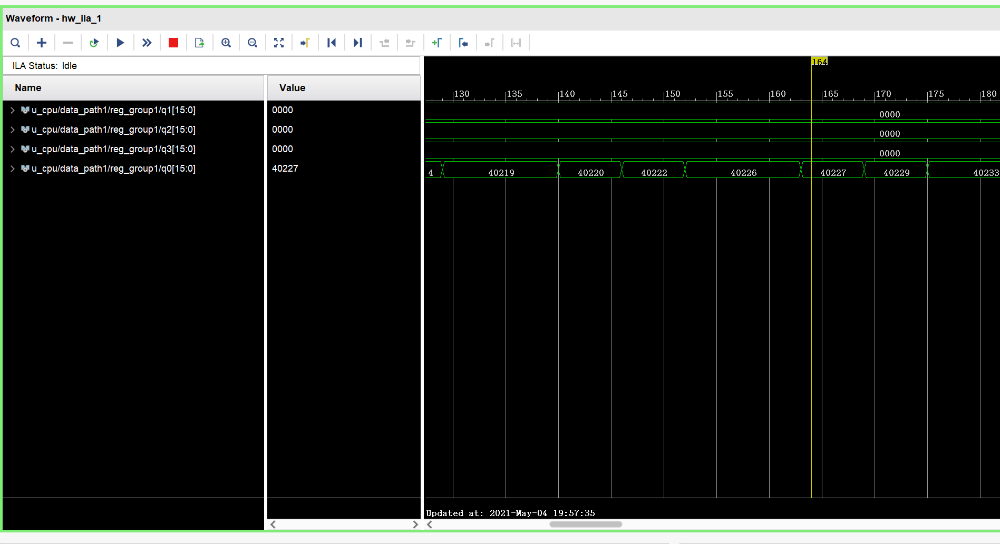 Waveform - hw_ila_1
ILA Status: Idle
Name Value
164
130 135 140 145 150 155 160 165 170 175 180
u_cpu/data_path1/reg_group1/q1[15:0] 0000 0000
u_cpu/data_path1/reg_group1/q2[15:0] 0000 0000
u_cpu/data_path1/reg_group1/q3[15:0] 0000 0000
u_cpu/data_path1/reg_group1/q0[15:0] 40227 4 40219 40220 40222 40226 40227 40229 40233
Updated at: 2021-May-04 19:57:35